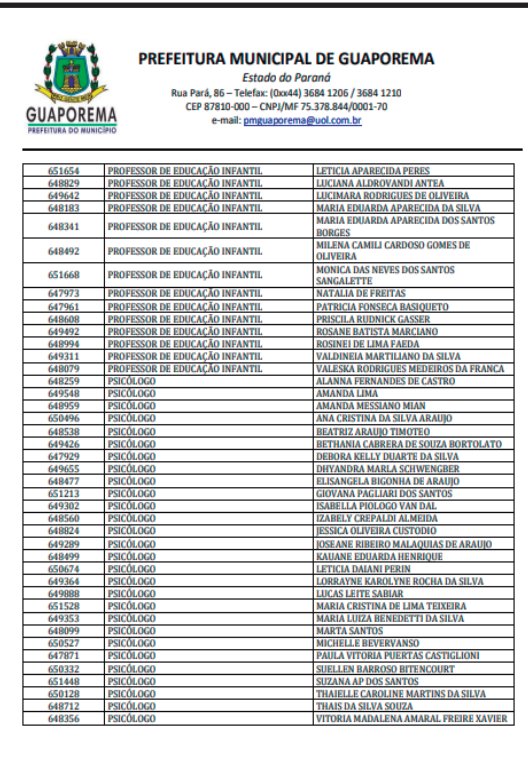 PREFEITURA MUNICIPAL DE GUAPOREMA
Estado do Paraná
Rua Pará, 86 – Telefax: (0xx44) 3684 1206 / 3684 1210
CEP 87810-000 – CNPJ/MF 75.378.844/0001-70
e-mail: pmguaporema@uol.com.br
GUAPOREMA
PREFEITURA DO MUNICÍPIO
651654 PROFESSOR DE EDUCAÇÃO INFANTIL LETICIA APARECIDA PERES
648829 PROFESSOR DE EDUCAÇÃO INFANTIL LUCIANA ALDROVANDI ANTEA
649642 PROFESSOR DE EDUCAÇÃO INFANTIL LUCIMARA RODRIGUES DE OLIVEIRA
648183 PROFESSOR DE EDUCAÇÃO INFANTIL MARIA EDUARDA APARECIDA DA SILVA
648341 PROFESSOR DE EDUCAÇÃO INFANTIL MARIA EDUARDA APARECIDA DOS SANTOS
BORGES
648492 PROFESSOR DE EDUCAÇÃO INFANTIL MILENA CAMILI CARDOSO GOMES DE
OLIVEIRA
651668 PROFESSOR DE EDUCAÇÃO INFANTIL MONICA DAS NEVES DOS SANTOS
SANGALETTE
647973 PROFESSOR DE EDUCAÇÃO INFANTIL NATALIA DE FREITAS
647961 PROFESSOR DE EDUCAÇÃO INFANTIL PATRICIA FONSECA BASIQUETO
648608 PROFESSOR DE EDUCAÇÃO INFANTIL PRISCILA RUDNICK GASSER
649492 PROFESSOR DE EDUCAÇÃO INFANTIL ROSANE BATISTA MARCIANO
648994 PROFESSOR DE EDUCAÇÃO INFANTIL ROSINEI DE LIMA FAEDA
649311 PROFESSOR DE EDUCAÇÃO INFANTIL VALDINEIA MARTILIANO DA SILVA
648079 PROFESSOR DE EDUCAÇÃO INFANTIL VALESKA RODRIGUES MEDEIROS DA FRANCA
648259 PSICÓLOGO ALANNA FERNANDES DE CASTRO
649548 PSICÓLOGO AMANDA LIMA
648959 PSICÓLOGO AMANDA MESSIANO MIAN
650496 PSICÓLOGO ANA CRISTINA DA SILVA ARAUJO
648538 PSICÓLOGO BEATRIZ ARAUJO TIMOTEO
649426 PSICÓLOGO BETHANIA CABRERA DE SOUZA BORTOLATO
647929 PSICÓLOGO DEBORA KELLY DUARTE DA SILVA
649655 PSICÓLOGO DHYANDRA MARLA SCHWENGBER
648477 PSICÓLOGO ELISANGELA BIGONHA DE ARAUJO
651213 PSICÓLOGO GIOVANA PAGLIARI DOS SANTOS
649302 PSICÓLOGO ISABELLA PIOLOGO VAN DAL
648560 PSICÓLOGO IZABELY CREPALDI ALMEIDA
648824 PSICÓLOGO JESSICA OLIVEIRA CUSTODIO
649289 PSICÓLOGO JOSEANE RIBEIRO MALAQUIAS DE ARAUJO
648499 PSICÓLOGO KAUANE EDUARDA HENRIQUE
650674 PSICÓLOGO LETICIA DAIANI PERIN
649364 PSICÓLOGO LORRAYNE KAROLYNE ROCHA DA SILVA
649888 PSICÓLOGO LUCAS LEITE SABIAR
651528 PSICÓLOGO MARIA CRISTINA DE LIMA TEIXEIRA
649353 PSICÓLOGO MARIA LUIZA BENEDETTI DA SILVA
648099 PSICÓLOGO MARTA SANTOS
650527 PSICÓLOGO MICHELLE BEVERVANSO
647871 PSICÓLOGO PAULA VITORIA PUERTAS CASTIGLIONI
650332 PSICÓLOGO SUELLEN BARROSO BITENCOURT
651448 PSICÓLOGO SUZANA AP DOS SANTOS
650128 PSICÓLOGO THAIELLE CAROLINE MARTINS DA SILVA
648712 PSICÓLOGO THAIS DA SILVA SOUZA
648356 PSICÓLOGO VITORIA MADALENA AMARAL FREIRE XAVIER